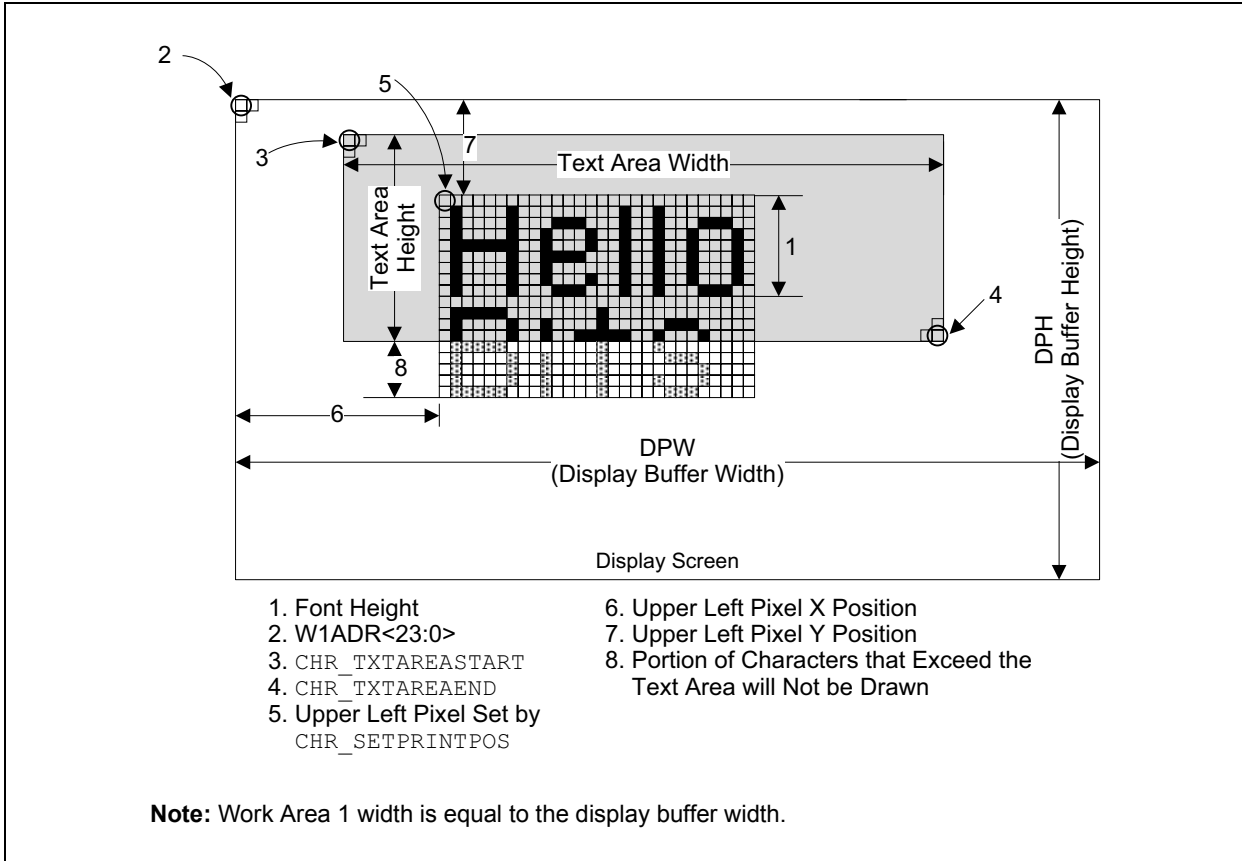 2
5
7
3
Text Area Width
Text Area
Height
Hello
1
4
8
6
DPH
(Display Buffer Height)
DPW
(Display Buffer Width)
Display Screen
1. Font Height
2. W1ADR<23:0>
3. CHR_TXTAREASTART
4. CHR_TXTAREAEND
5. Upper Left Pixel Set by
CHR_SETPRINTPOS
6. Upper Left Pixel X Position
7. Upper Left Pixel Y Position
8. Portion of Characters that Exceed the
Text Area will Not be Drawn
Note: Work Area 1 width is equal to the display buffer width.